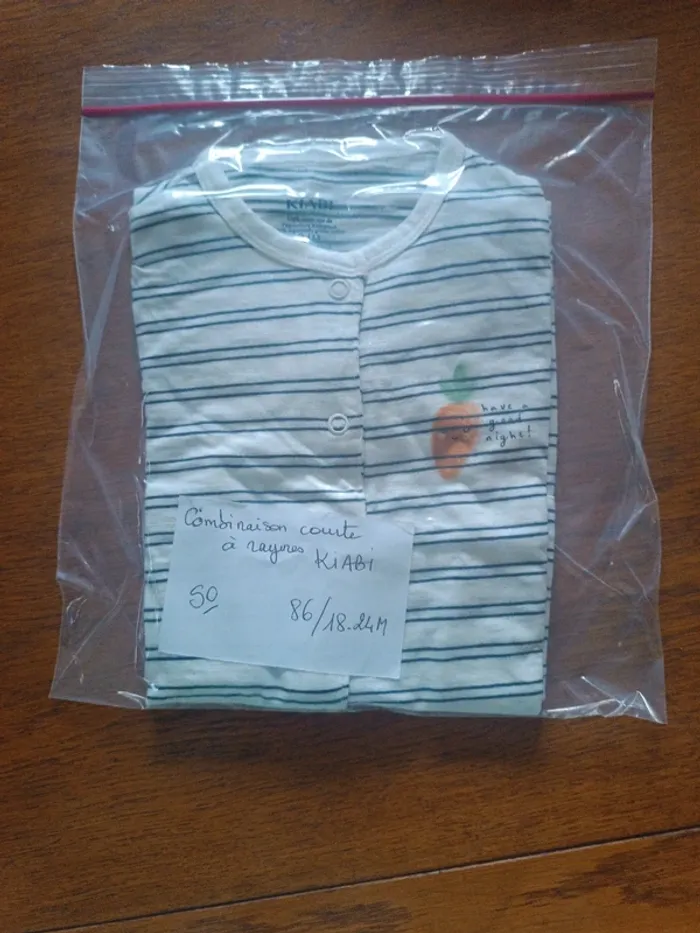 KIABI
have a
good
night!
Combinaison courte
à rayures KIABI
50 86/18-24M